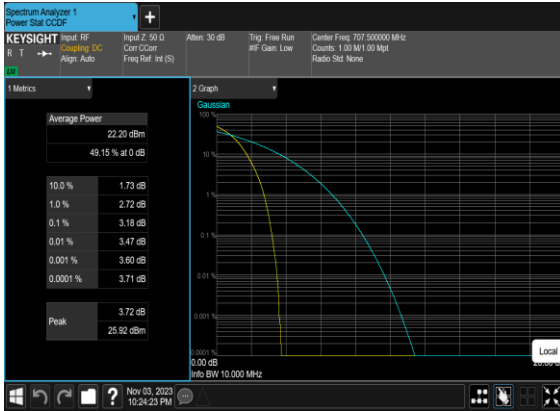 Spectrum Analyzer 1
Power Stat CCDF
+
KEYSIGHT
R T
LXI
Input: RF
Coupling: DC
Align: Auto
Input Z: 50 Ω
Corr CCorr
Freq Ref: Int (S)
Atten: 30 dB
Trig: Free Run
#IF Gain: Low
Center Freq: 707.500000 MHz
Counts: 1.00 M/1.00 Mpt
Radio Std: None
1 Metrics
Average Power
22.20 dBm
49.15 % at 0 dB
10.0 % 1.73 dB
1.0 % 2.72 dB
0.1 % 3.18 dB
0.01 % 3.47 dB
0.001 % 3.60 dB
0.0001 % 3.71 dB
Peak
3.72 dB
25.92 dBm
2 Graph
Gaussian
100 %
10 %
1 %
0.1 %
0.01 %
0.001 %
0.0001 %
0.00 dB
Info BW 10.000 MHz
Local
?
Nov 03, 2023
10:24:23 PM